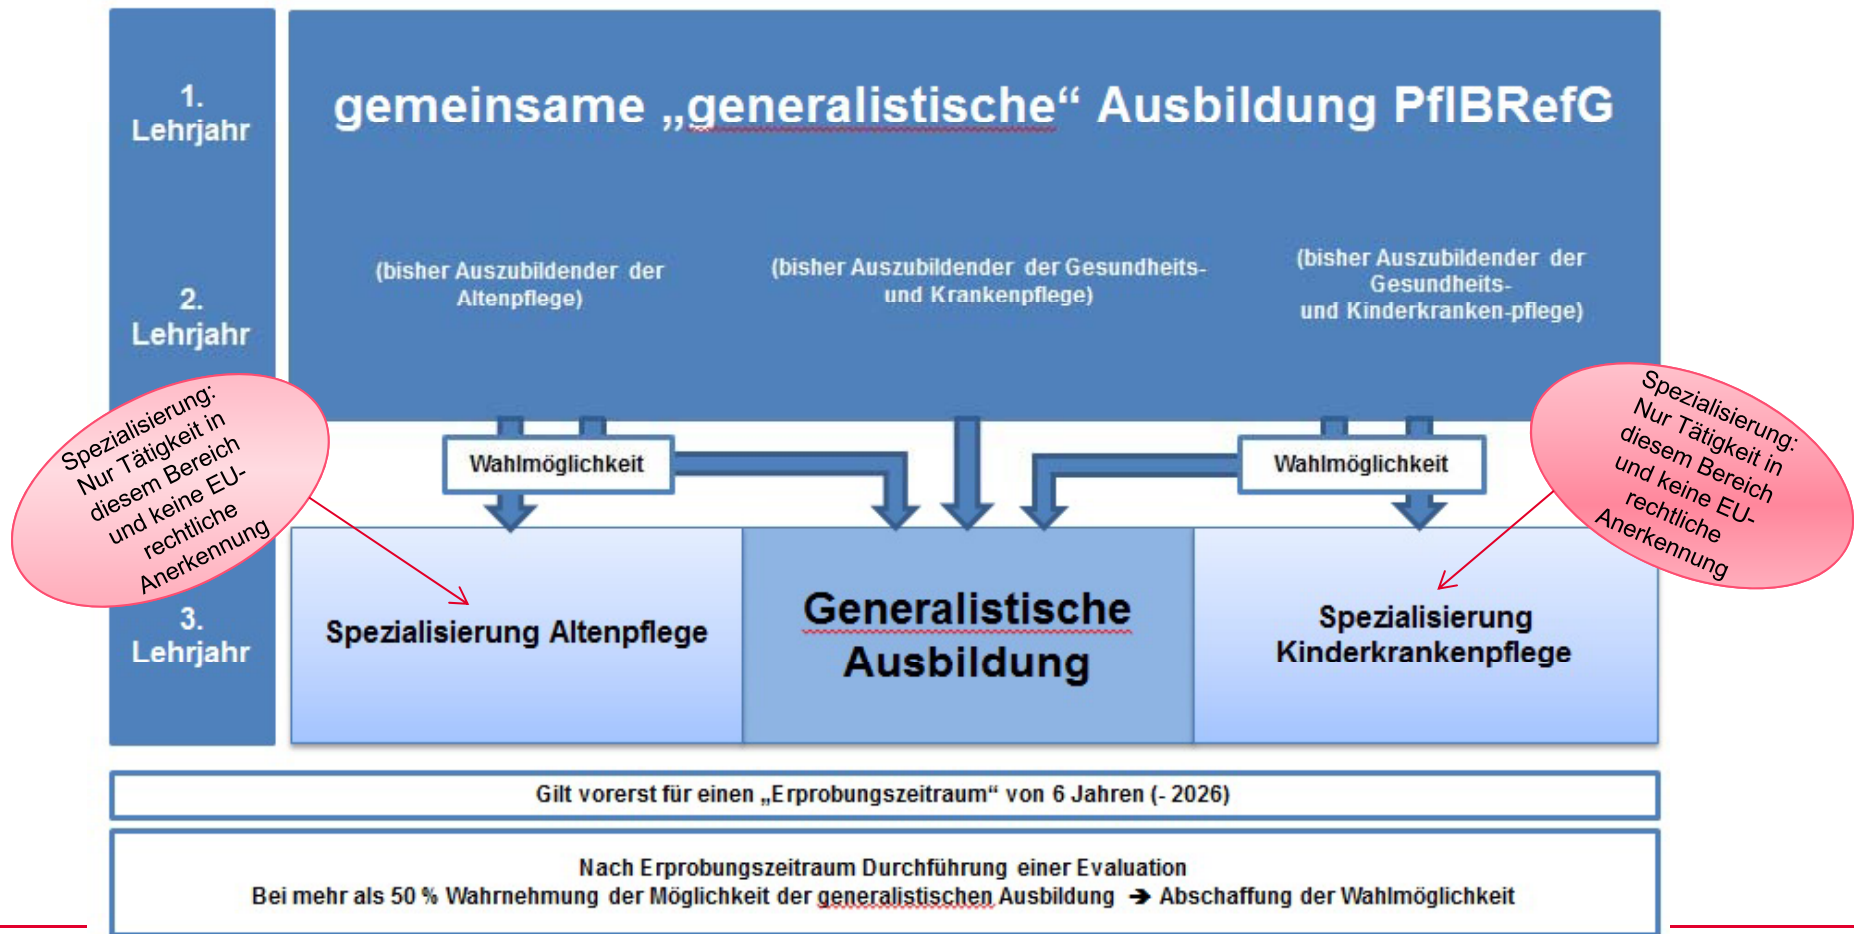 1.
Lehrjahr
gemeinsame „generalistische“ Ausbildung PflBRefG
2.
Lehrjahr
(bisher Auszubildender der
Altenpflege)
(bisher Auszubildender der Gesundheits-
und Krankenpflege)
(bisher Auszubildender der
Gesundheits-
und Kinderkranken-pflege)
Spezialisierung:
Nur Tätigkeit in
diesem Bereich
und keine EU-
rechtliche
Anerkennung
Wahlmöglichkeit
Wahlmöglichkeit
Spezialisierung:
Nur Tätigkeit in
diesem Bereich
und keine EU-
rechtliche
Anerkennung
3.
Lehrjahr
Spezialisierung Altenpflege
Generalistische
Ausbildung
Spezialisierung
Kinderkrankenpflege
Gilt vorerst für einen „Erprobungszeitraum“ von 6 Jahren (- 2026)
Nach Erprobungszeitraum Durchführung einer Evaluation
Bei mehr als 50 % Wahrnehmung der Möglichkeit der generalistischen Ausbildung ➔ Abschaffung der Wahlmöglichkeit